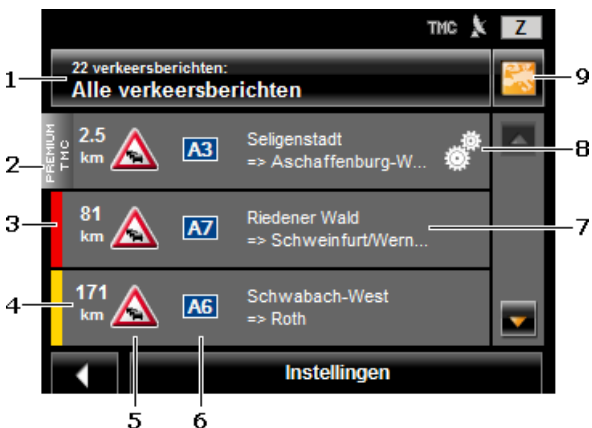 TMC Z
22 verkeersberichten:
Alle verkeersberichten
1
9
PREMIUM
TMC
2.5
km
A3
Seligenstadt
=> Aschaffenburg-W...
2
8
81
km
A7
Riedener Wald
=> Schweinfurt/Wern...
3
7
171
km
A6
Schwabach-West
=> Roth
4
Instellingen
5 6